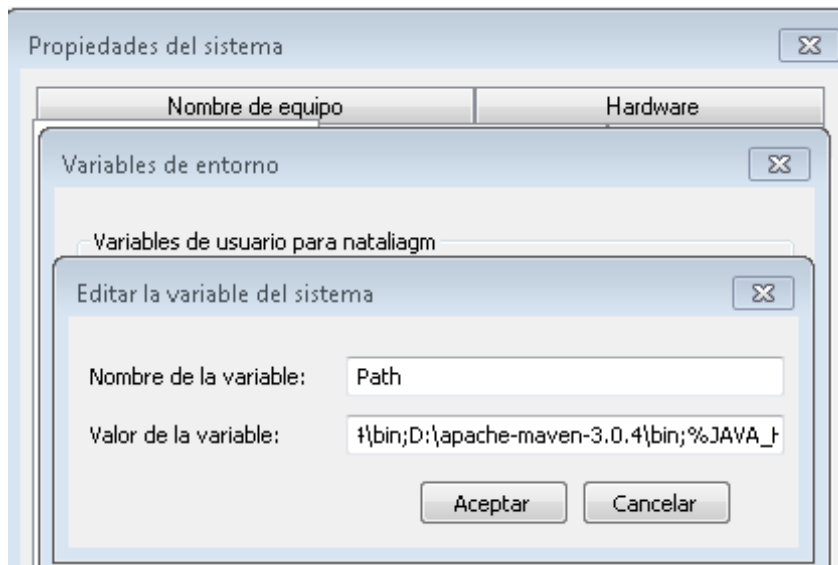 Propiedades del sistema
Nombre de equipo Hardware
Variables de entorno
Variables de usuario para nataliagm
Editar la variable del sistema
Nombre de la variable: Path
Valor de la variable: \bin;D:\apache-maven-3.0.4\bin;%JAVA_H
Aceptar Cancelar